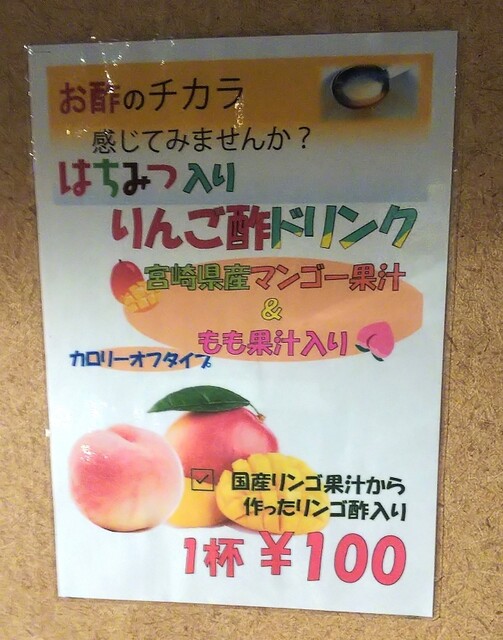 お酢のチカラ
感じてみませんか？
はちみつ入り
りんご酢ドリンク
宮崎県産マンゴー果汁
&
もも果汁入り
カロリーオフタイプ
☑ 国産リンゴ果汁から
作ったリンゴ酢入り
1杯 ￥100